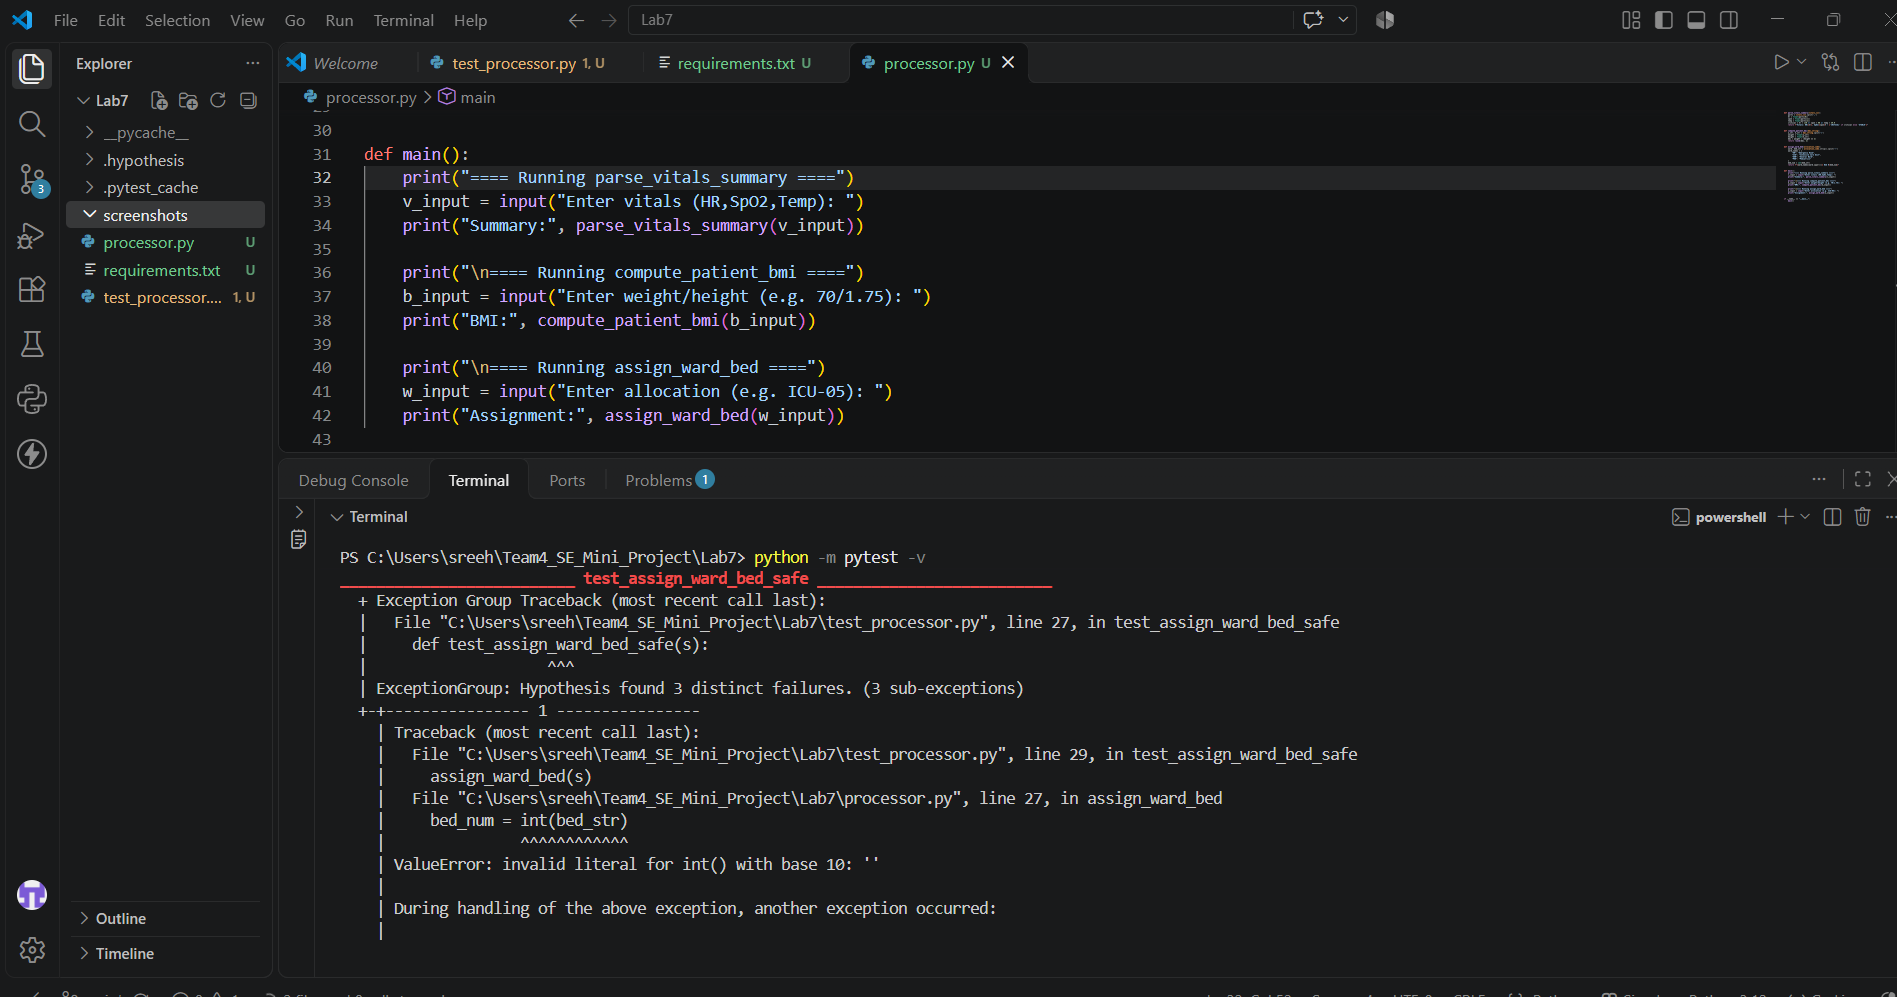 File Edit Selection View Go Run Terminal Help
Lab7
Explorer
Lab7
__pycache__
.hypothesis
.pytest_cache
screenshots
processor.py U
requirements.txt U
test_processor.... 1, U
Outline
Timeline
3
Welcome
test_processor.py 1, U
requirements.txt U
processor.py U
processor.py > main
30
31 def main():
32 print("==== Running parse_vitals_summary ====")
33 v_input = input("Enter vitals (HR,SpO2,Temp): ")
34 print("Summary:", parse_vitals_summary(v_input))
35
36 print("\n==== Running compute_patient_bmi ====")
37 b_input = input("Enter weight/height (e.g. 70/1.75): ")
38 print("BMI:", compute_patient_bmi(b_input))
39
40 print("\n==== Running assign_ward_bed ====")
41 w_input = input("Enter allocation (e.g. ICU-05): ")
42 print("Assignment:", assign_ward_bed(w_input))
43
Debug Console Terminal Ports Problems 1
Terminal
powershell
PS C:\Users\sreeh\Team4_SE_Mini_Project\Lab7> python -m pytest -v
__________________________ test_assign_ward_bed_safe __________________________
+ Exception Group Traceback (most recent call last):
| File "C:\Users\sreeh\Team4_SE_Mini_Project\Lab7\test_processor.py", line 27, in test_assign_ward_bed_safe
| def test_assign_ward_bed_safe(s):
| ^^^
| ExceptionGroup: Hypothesis found 3 distinct failures. (3 sub-exceptions)
+-+---------------- 1 ----------------
| Traceback (most recent call last):
| File "C:\Users\sreeh\Team4_SE_Mini_Project\Lab7\test_processor.py", line 29, in test_assign_ward_bed_safe
| assign_ward_bed(s)
| File "C:\Users\sreeh\Team4_SE_Mini_Project\Lab7\processor.py", line 27, in assign_ward_bed
| bed_num = int(bed_str)
| ^^^^^^^^^^^^
| ValueError: invalid literal for int() with base 10: ''
|
| During handling of the above exception, another exception occurred:
|